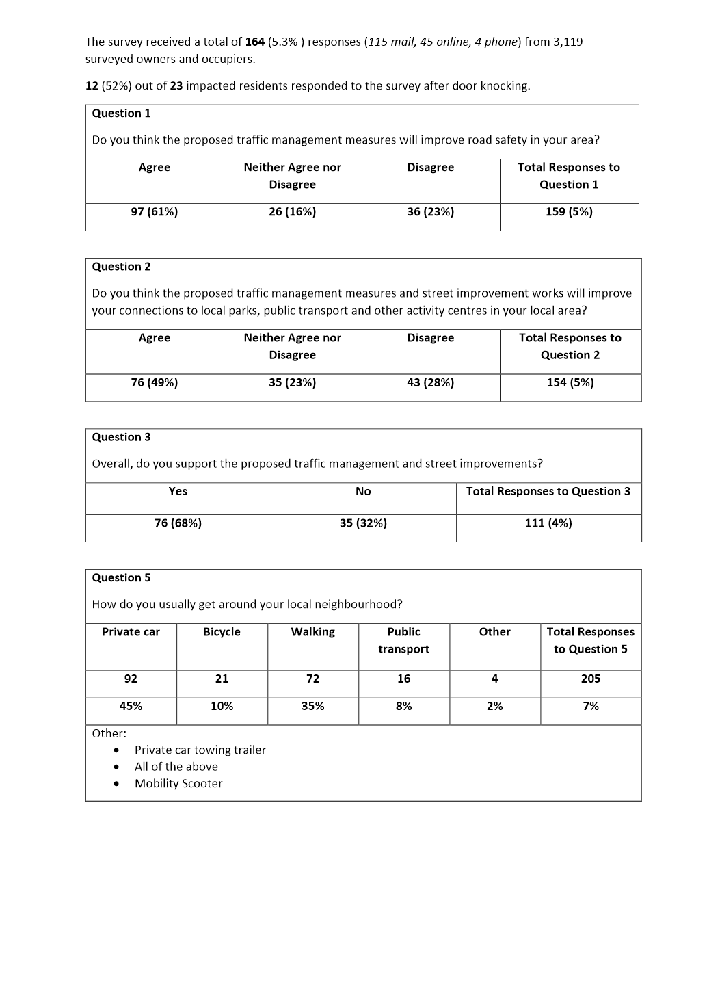 The survey received a total of 164 (5.3% ) responses (115 mail, 45 online, 4 phone) from 3,119
surveyed owners and occupiers.
12 (52%) out of 23 impacted residents responded to the survey after door knocking.
Question 1
Do you think the proposed traffic management measures will improve road safety in your area?
Agree
Neither Agree nor
Disagree
Disagree
Total Responses to
Question 1
97 (61%)
26 (16%)
36 (23%)
159 (5%)
Question 2
Do you think the proposed traffic management measures and street improvement works will improve
your connections to local parks, public transport and other activity centres in your local area?
Agree
Neither Agree nor
Disagree
Disagree
Total Responses to
Question 2
76 (49%)
35 (23%)
43 (28%)
154 (5%)
Question 3
Overall, do you support the proposed traffic management and street improvements?
Yes
No
Total Responses to Question 3
76 (68%)
35 (32%)
111 (4%)
Question 5
How do you usually get around your local neighbourhood?
Private car
Bicycle
Walking
Public
transport
Other
Total Responses
to Question 5
92
21
72
16
4
205
45%
10%
35%
8%
2%
7%
Other:
• Private car towing trailer
• All of the above
• Mobility Scooter